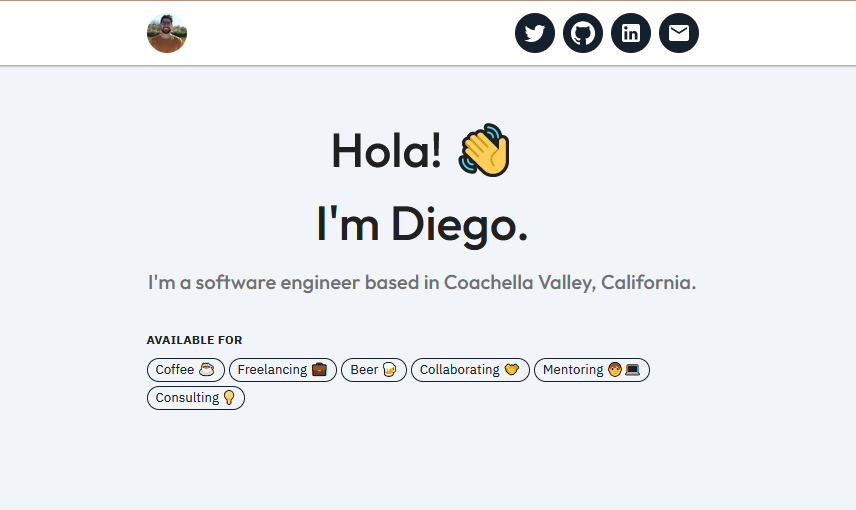 Hola! 👋
I'm Diego.
I'm a software engineer based in Coachella Valley, California.
AVAILABLE FOR
Coffee ☕ Freelancing 💼 Beer 🍺 Collaborating 🤝 Mentoring 🧑‍💻
Consulting 💡